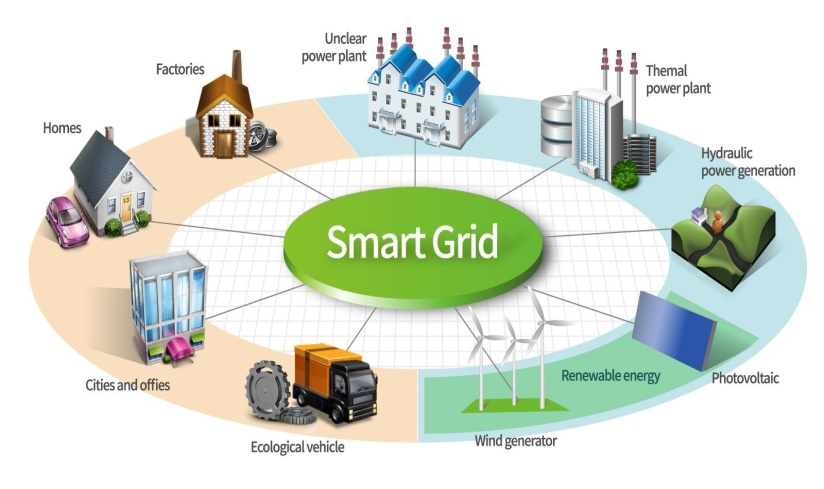 Unclear
power plant
Factories
Themal
power plant
Homes
Hydraulic
power generation
Smart Grid
Cities and offies
Renewable energy
Photovoltaic
Wind generator
Ecological vehicle